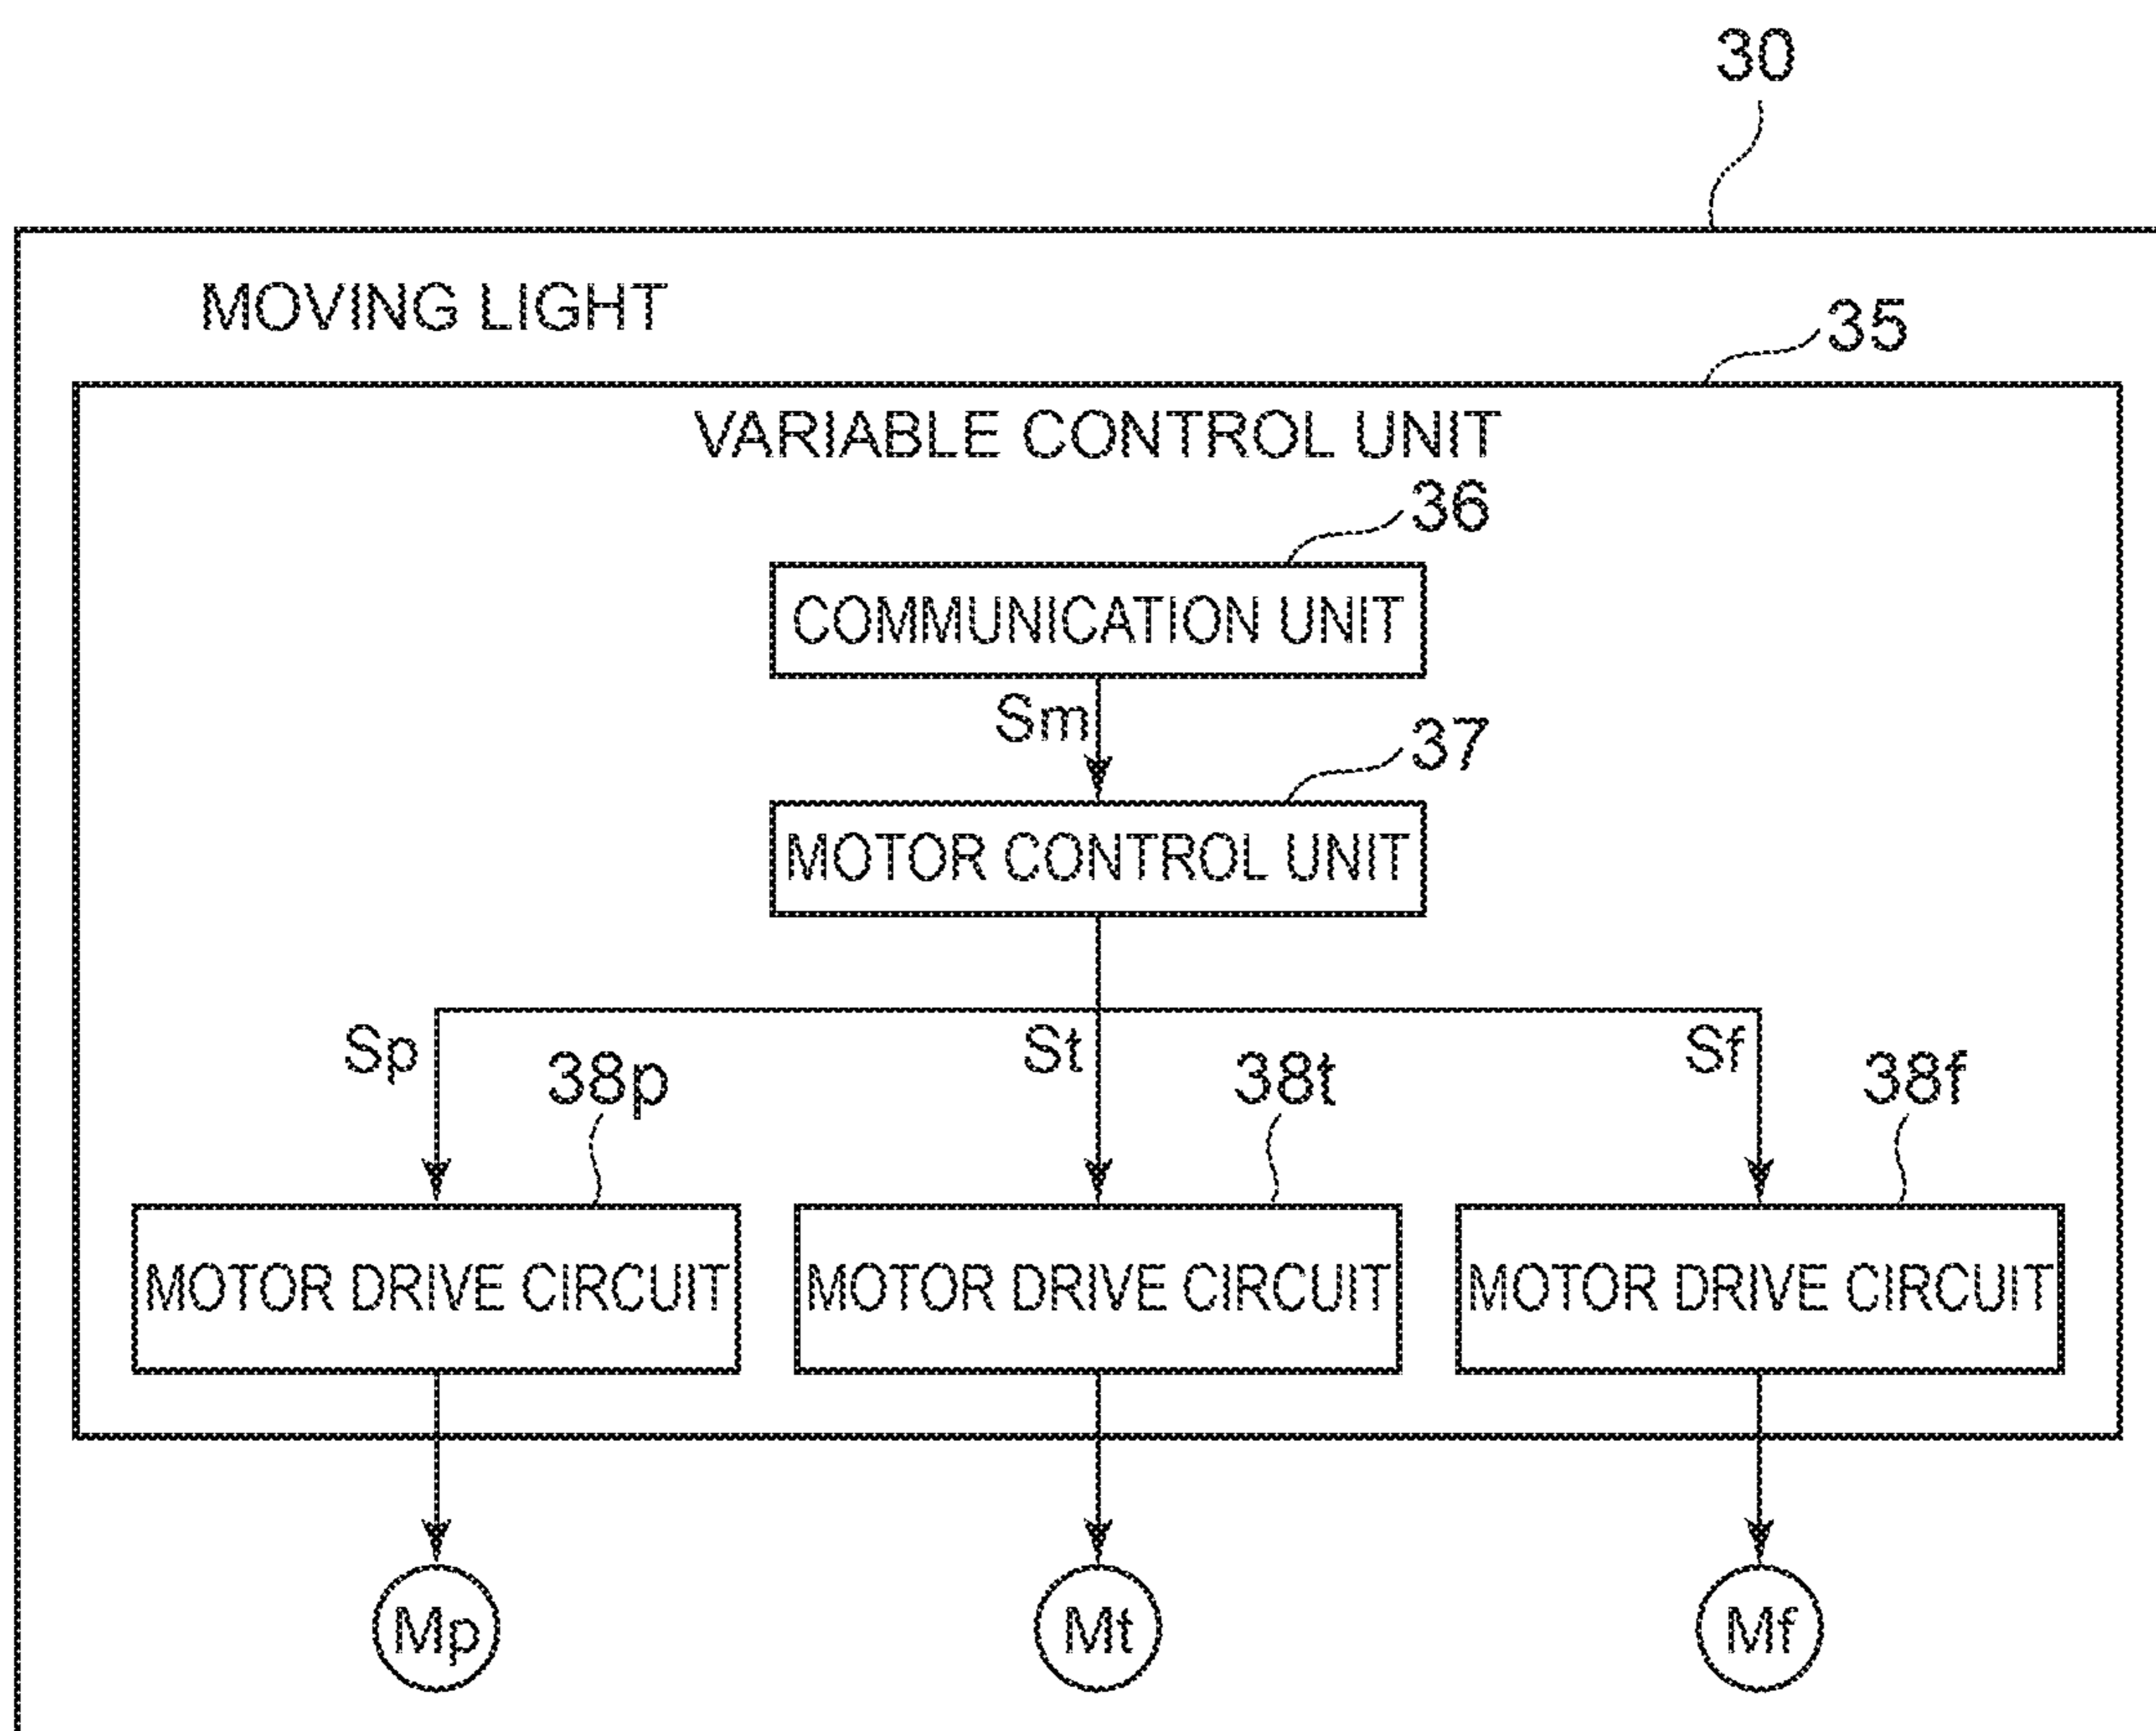 30
MOVING LIGHT
35
VARIABLE CONTROL UNIT
36
COMMUNICATION UNIT
Sm
37
MOTOR CONTROL UNIT
Sp 38p St 38t Sf 38f
MOTOR DRIVE CIRCUIT MOTOR DRIVE CIRCUIT MOTOR DRIVE CIRCUIT
Mp Mt Mf